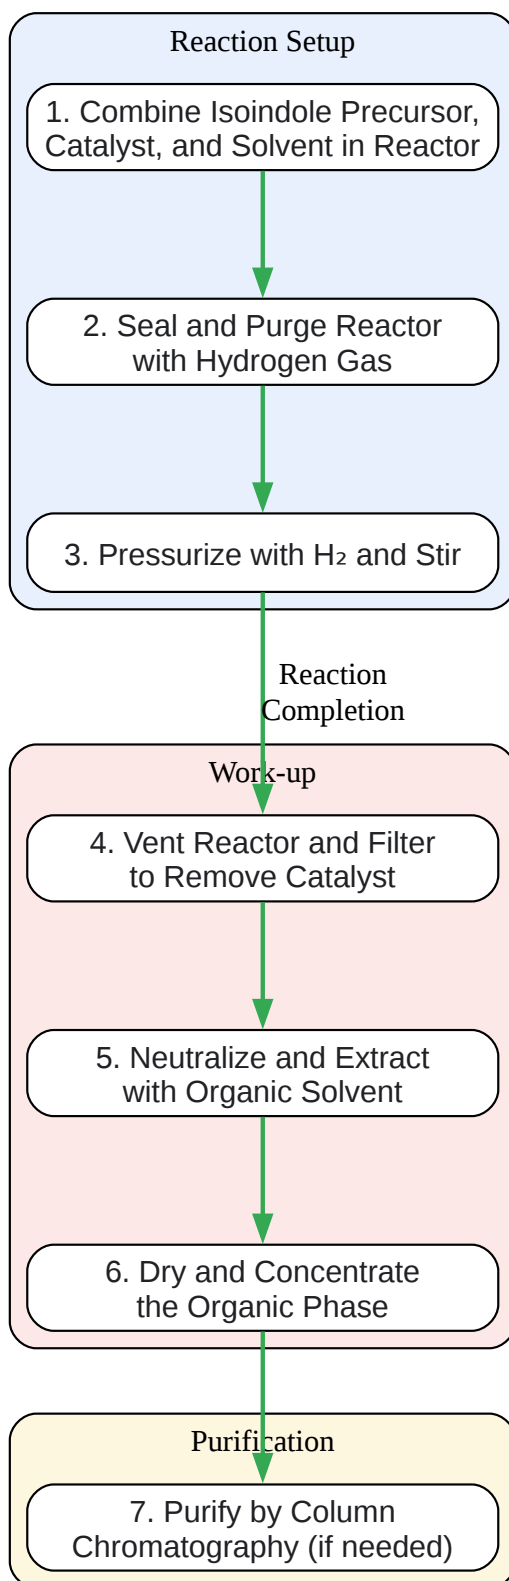 Reaction Setup
1. Combine Isoindole Precursor,
Catalyst, and Solvent in Reactor
2. Seal and Purge Reactor
with Hydrogen Gas
3. Pressurize with H₂ and Stir
Reaction
Completion
Work-up
4. Vent Reactor and Filter
to Remove Catalyst
5. Neutralize and Extract
with Organic Solvent
6. Dry and Concentrate
the Organic Phase
Purification
7. Purify by Column
Chromatography (if needed)